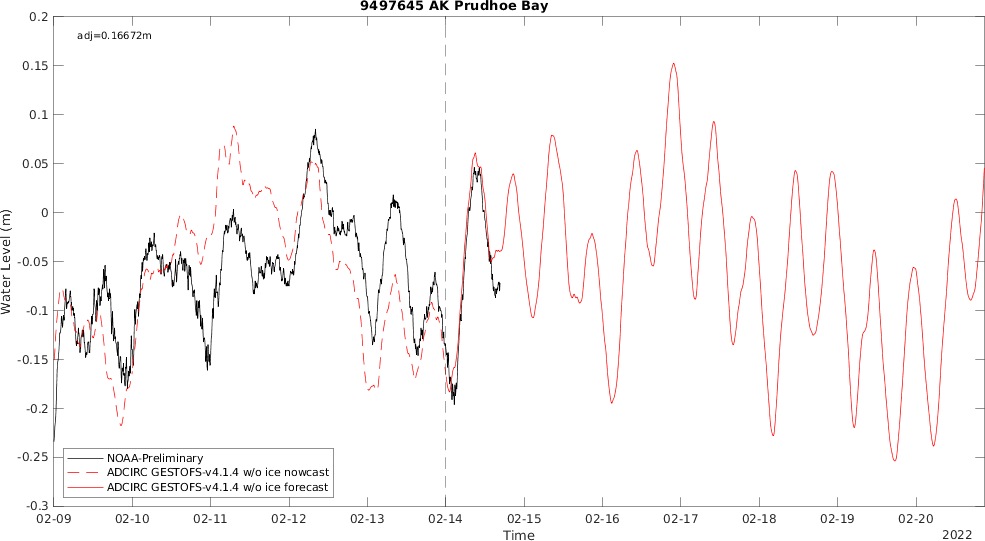 9497645 AK Prudhoe Bay
adj=0.16672m
0.2
0.15
0.1
0.05
0
-0.05
-0.1
-0.15
-0.2
-0.25
-0.3
Water Level (m)
NOAA-Preliminary
ADCIRC GESTOFS-v4.1.4 w/o ice nowcast
ADCIRC GESTOFS-v4.1.4 w/o ice forecast
02-09 02-10 02-11 02-12 02-13 02-14 02-15 02-16 02-17 02-18 02-19 02-20
Time
2022